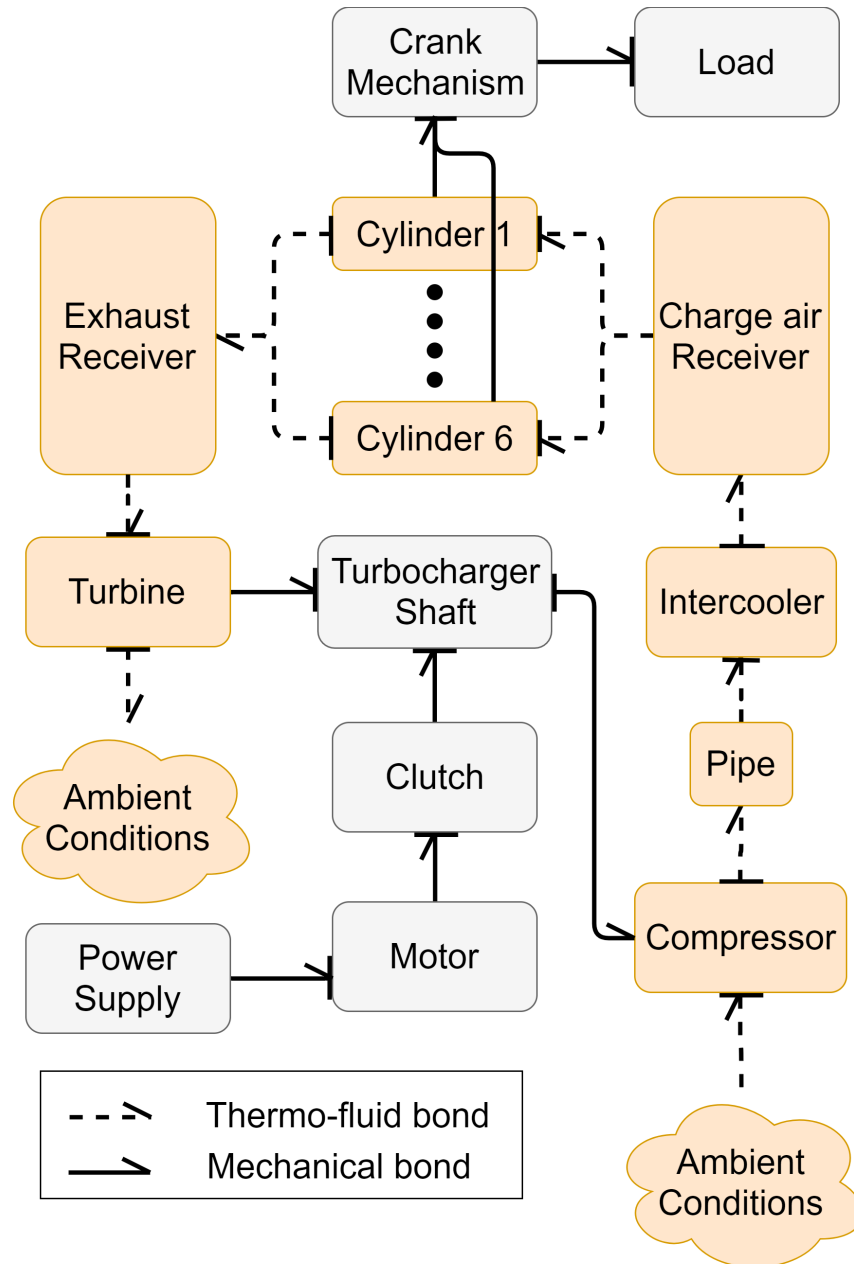 Crank
Mechanism
Load
Exhaust
Receiver
Cylinder 1
Charge air
Receiver
Cylinder 6
Turbine
Turbocharger
Shaft
Intercooler
Ambient
Conditions
Clutch
Pipe
Power
Supply
Motor
Compressor
Thermo-fluid bond
Mechanical bond
Ambient
Conditions